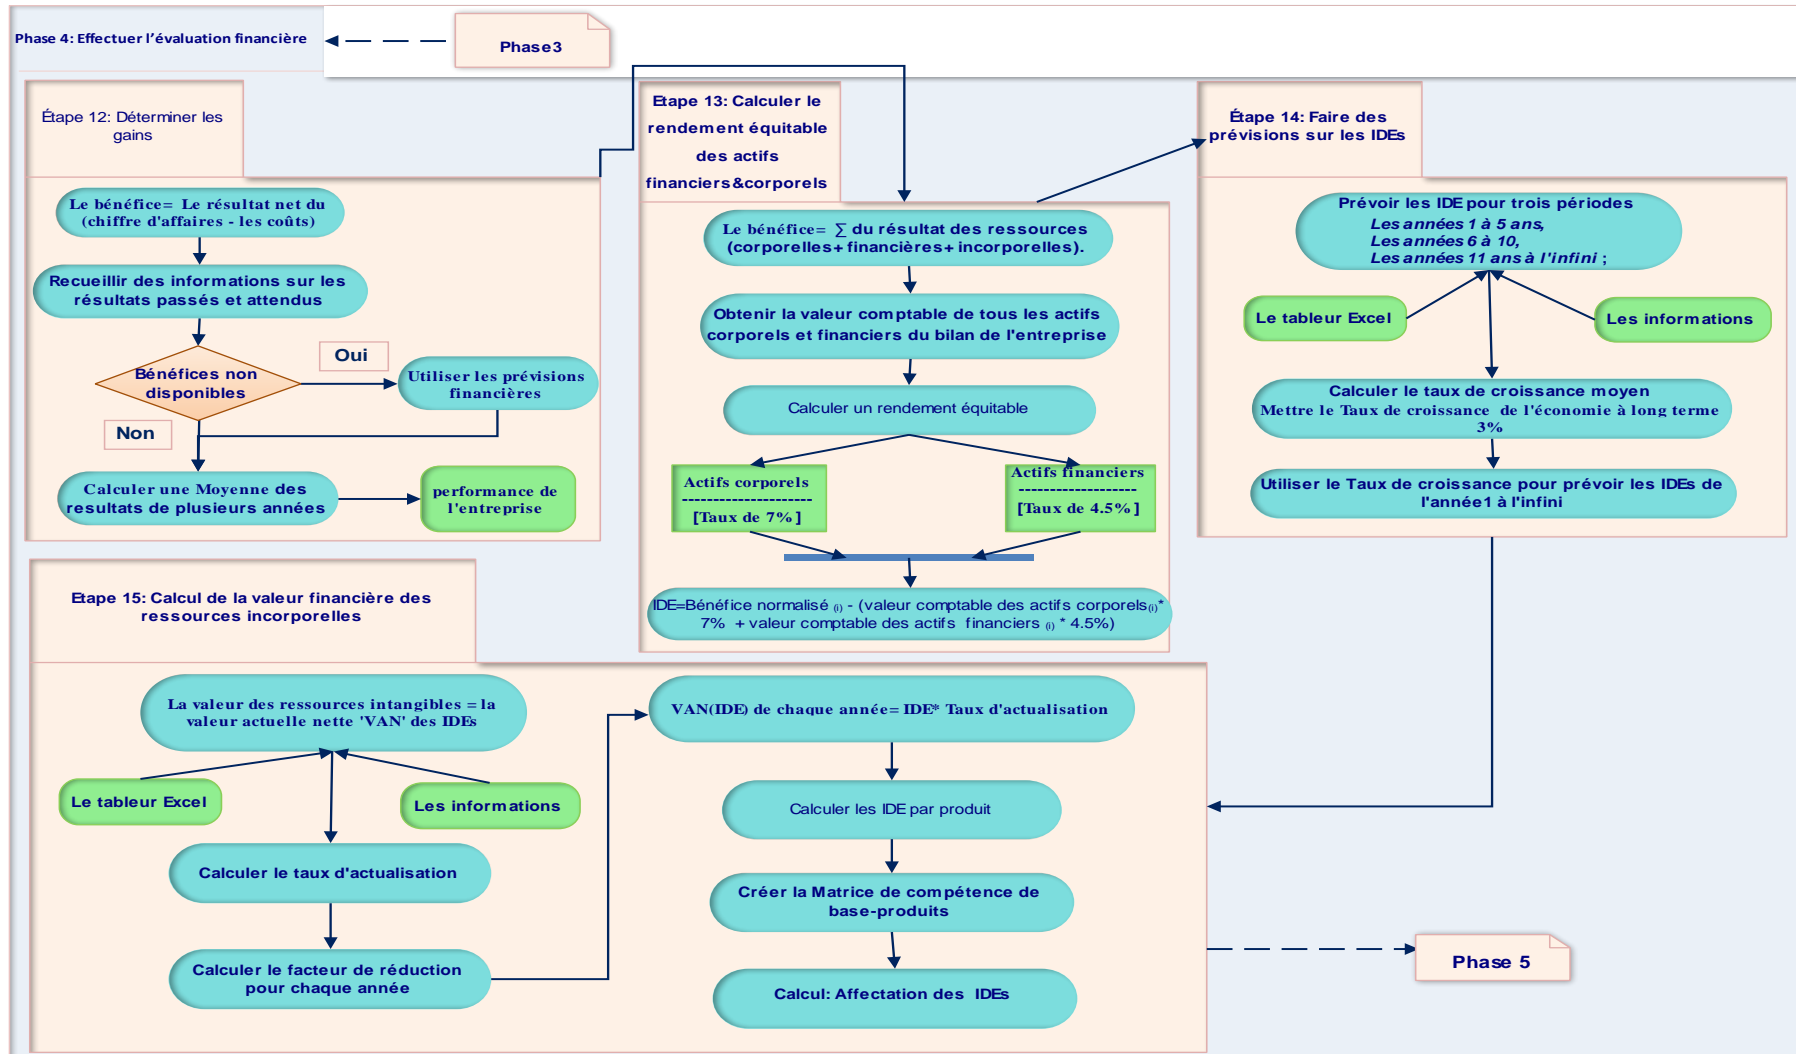 Phase 4: Effectuer l'évaluation financière
Phase3
Étape 12: Déterminer les
gains
Le bénéfice= Le résultat net du
(chiffre d'affaires - les coûts)
Recueillir des informations sur les
résultats passés et attendus
Bénéfices non
disponibles
Oui
Utiliser les prévisions
financières
Non
Calculer une Moyenne des
resultats de plusieurs années
performance de
l'entreprise
Etape 13: Calculer le
rendement équitable
des actifs
financiers&corporels
Le bénéfice= ∑ du résultat des ressources
(corporelles+ financières+ incorporelles).
Obtenir la valeur comptable de tous les actifs
corporels et financiers du bilan de l'entreprise
Calculer un rendement équitable
Actifs corporels
---------------------
[Taux de 7%]
Actifs financiers
-------------------
[Taux de 4.5%]
IDE=Bénéfice normalisé (i) - (valeur comptable des actifs corporels(i)*
7% + valeur comptable des actifs financiers (i) * 4.5%)
Étape 14: Faire des
prévisions sur les IDEs
Prévoir les IDE pour trois périodes
Les années 1 à 5 ans,
Les années 6 à 10,
Les années 11 ans à l'infini ;
Le tableur Excel
Les informations
Calculer le taux de croissance moyen
Mettre le Taux de croissance de l'économie à long terme
3%
Utiliser le Taux de croissance pour prévoir les IDEs de
l'année1 à l'infini
Etape 15: Calcul de la valeur financière des
ressources incorporelles
La valeur des ressources intangibles = la
valeur actuelle nette 'VAN' des IDEs
Le tableur Excel
Les informations
Calculer le taux d'actualisation
Calculer le facteur de réduction
pour chaque année
VAN(IDE) de chaque année= IDE* Taux d'actualisation
Calculer les IDE par produit
Créer la Matrice de compétence de
base-produits
Calcul: Affectation des IDEs
Phase 5